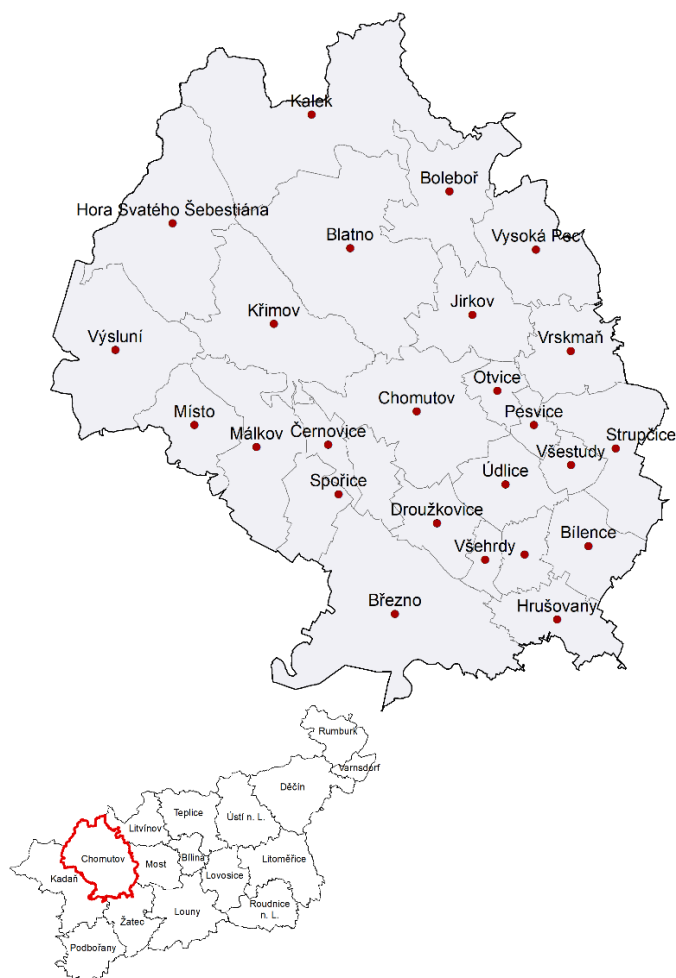 Kalek
Boleboř
Hora Svatého Šebestiána
Blatno
Vysoká Pec
Křimov
Jirkov
Výsluní
Vrskmaň
Otvice
Chomutov
Místo
Pesvice
Málkov
Černovice
Strupčice
Všestudy
Údlice
Spořice
Droužkovice
Všehrdy
Bílence
Březno
Hrušovany
Rumburk
Varnsdorf
Děčín
Teplice
Ústí n. L.
Litvínov
Chomutov
Most
Bílina
Litoměřice
Kadaň
Lovosice
Louny
Roudnice
n. L.
Žatec
Podbořany